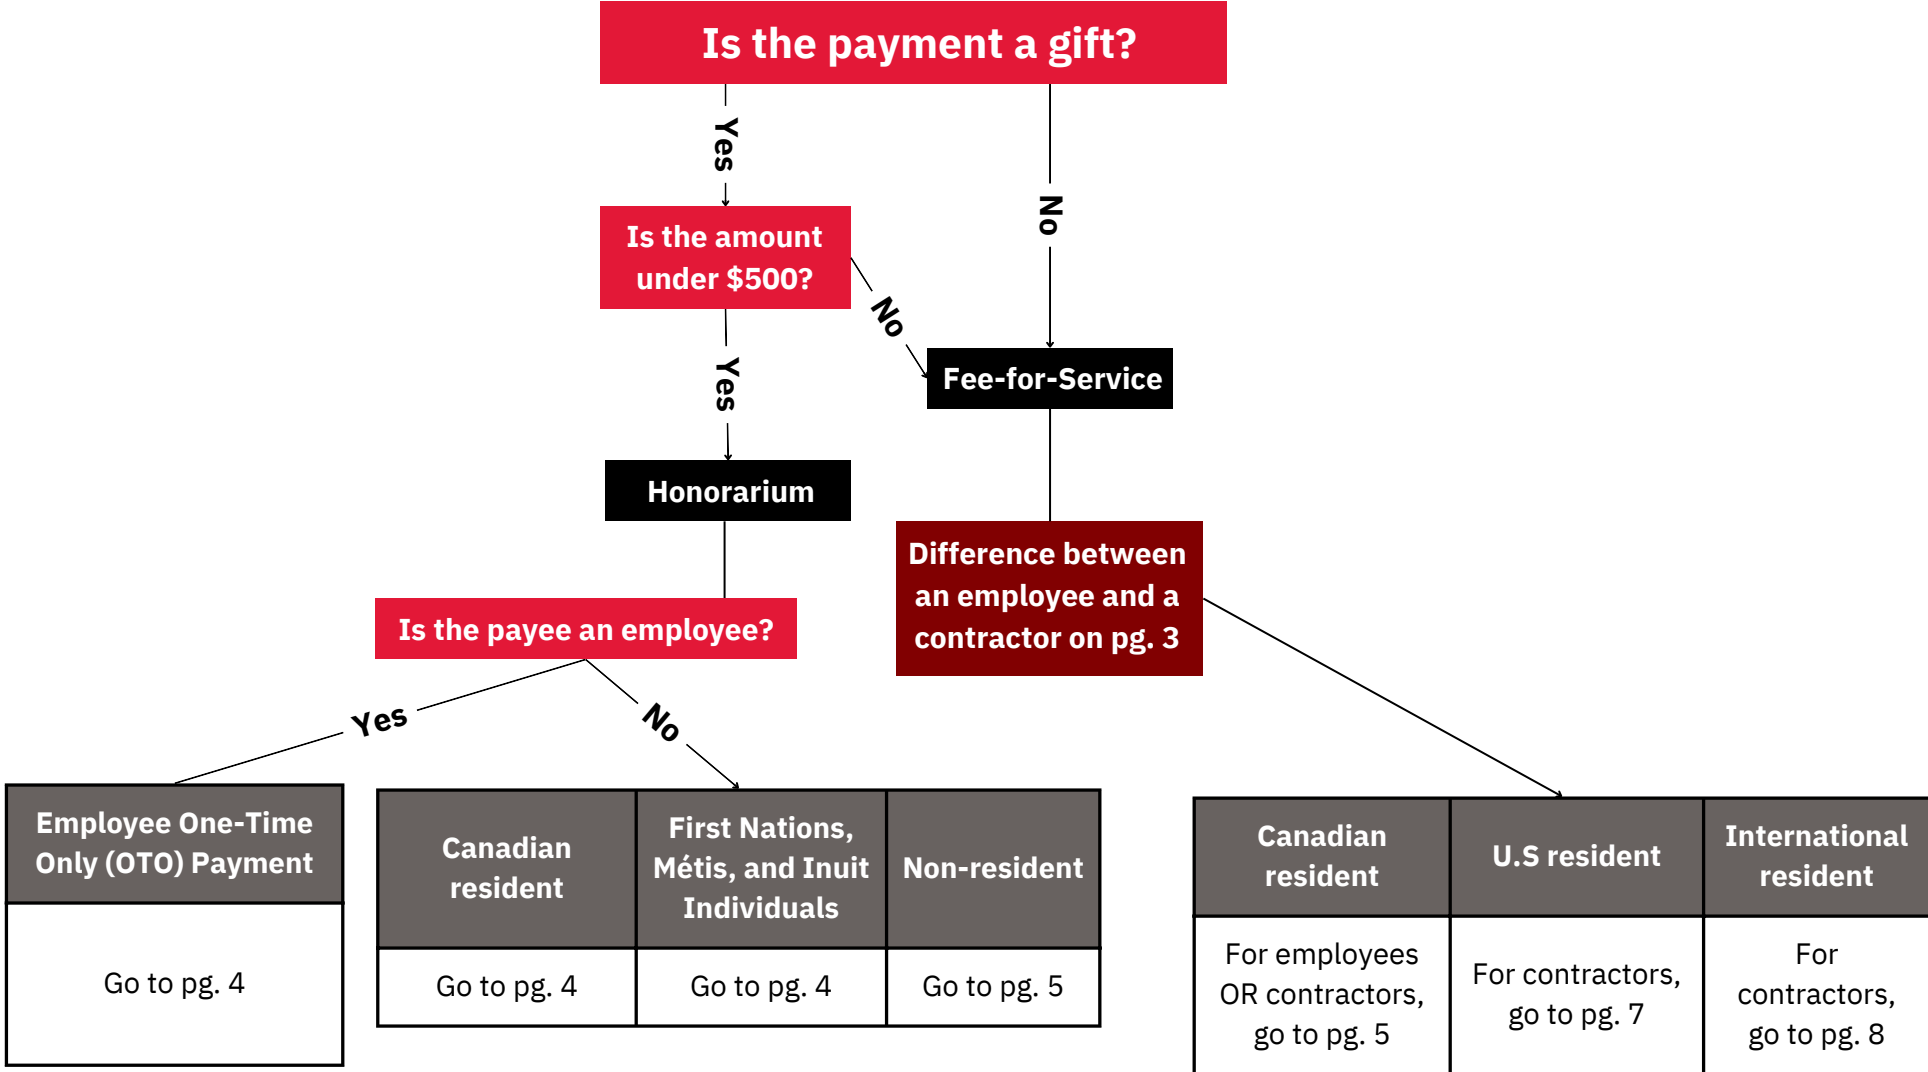 Is the payment a gift?
Yes
No
Is the amount
under $500?
No
Yes
Fee-for-Service
Honorarium
Difference between
an employee and a
contractor on pg. 3
Is the payee an employee?
Yes
No
Employee One-Time
Only (OTO) Payment
Go to pg. 4
Canadian
resident
First Nations,
Métis, and Inuit
Individuals
Non-resident
Go to pg. 4
Go to pg. 4
Go to pg. 5
Canadian
resident
U.S resident
International
resident
For employees
OR contractors,
go to pg. 5
For contractors,
go to pg. 7
For
contractors,
go to pg. 8